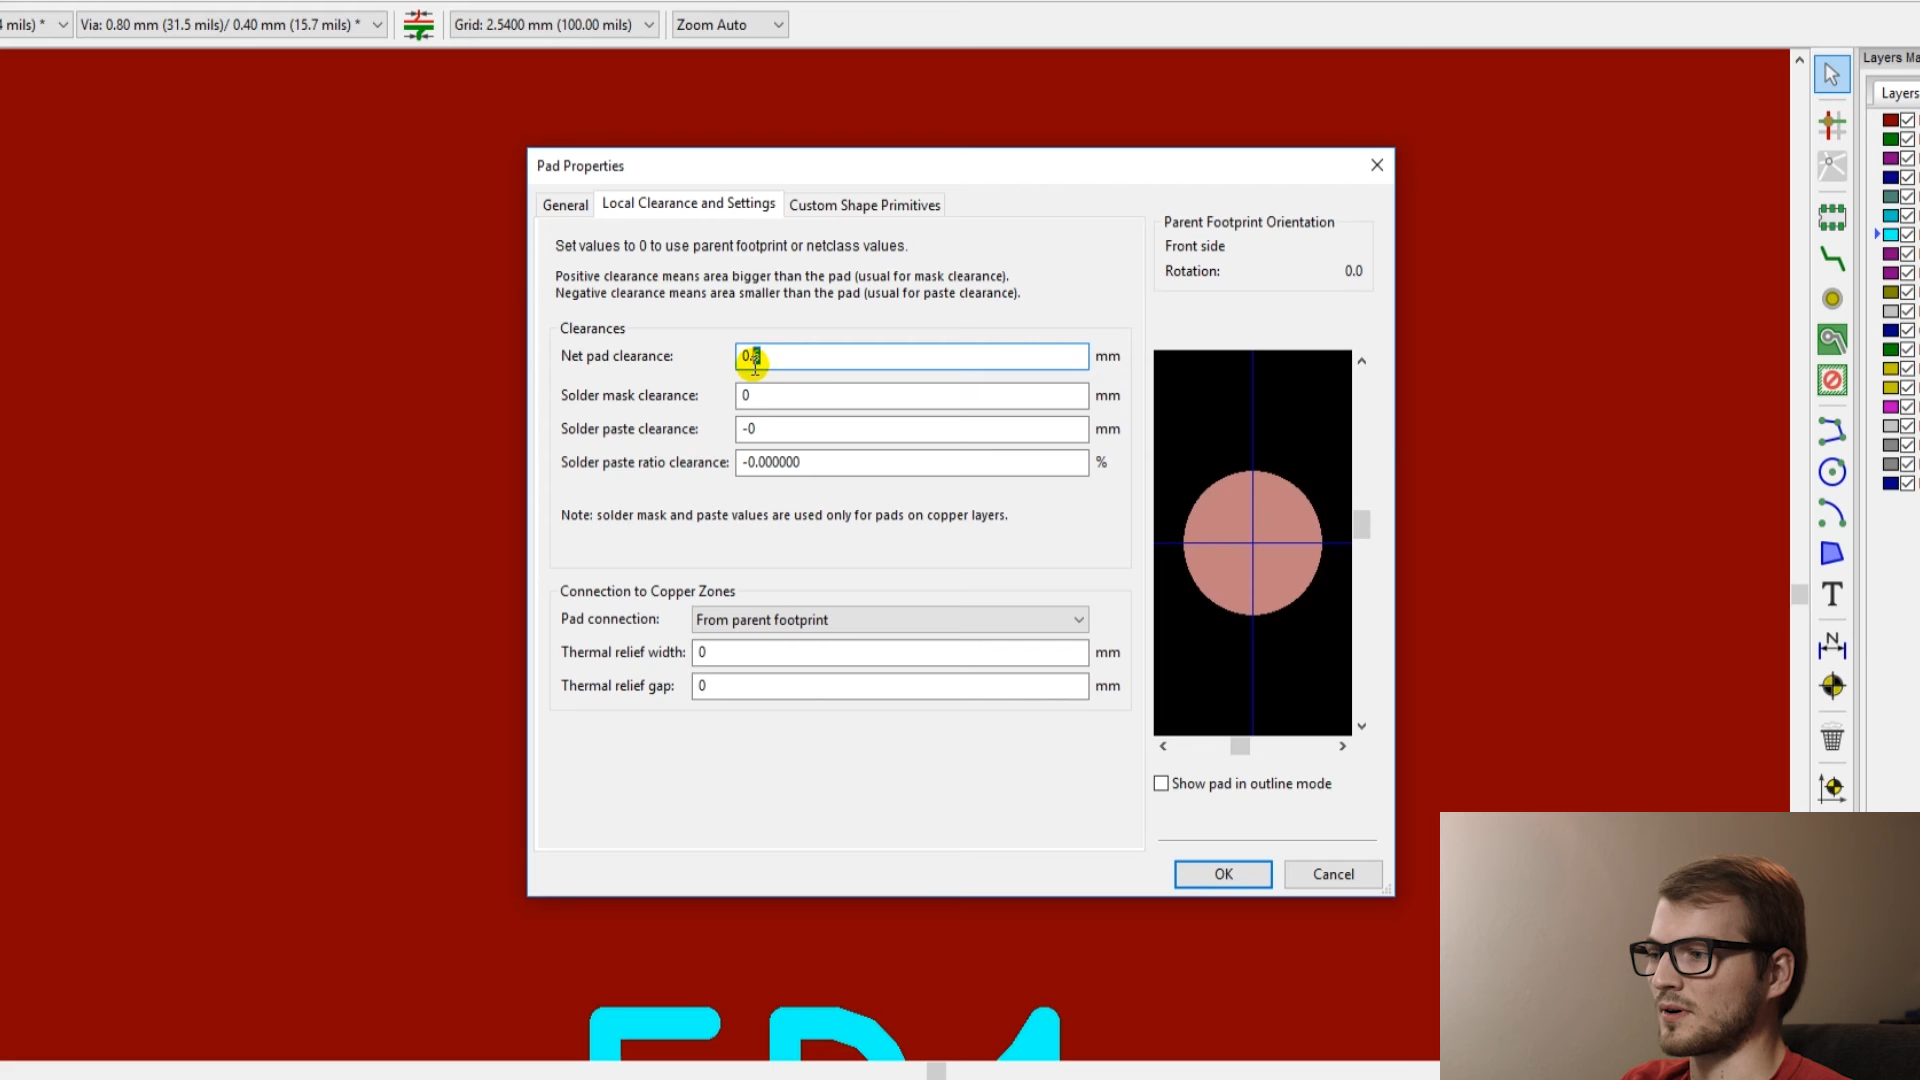 4 mils) *
Via: 0.80 mm (31.5 mils)/ 0.40 mm (15.7 mils) *
Grid: 2.5400 mm (100.00 mils)
Zoom Auto
Layers Ma
Layers
Pad Properties
General
Local Clearance and Settings
Custom Shape Primitives
Set values to 0 to use parent footprint or netclass values.
Positive clearance means area bigger than the pad (usual for mask clearance).
Negative clearance means area smaller than the pad (usual for paste clearance).
Clearances
Net pad clearance:
mm
Solder mask clearance:
0
mm
Solder paste clearance:
-0
mm
Solder paste ratio clearance:
-0.000000
%
Note: solder mask and paste values are used only for pads on copper layers.
Connection to Copper Zones
Pad connection:
From parent footprint
Thermal relief width:
0
mm
Thermal relief gap:
0
mm
Parent Footprint Orientation
Front side
Rotation:
0.0
Show pad in outline mode
OK
Cancel
T
N